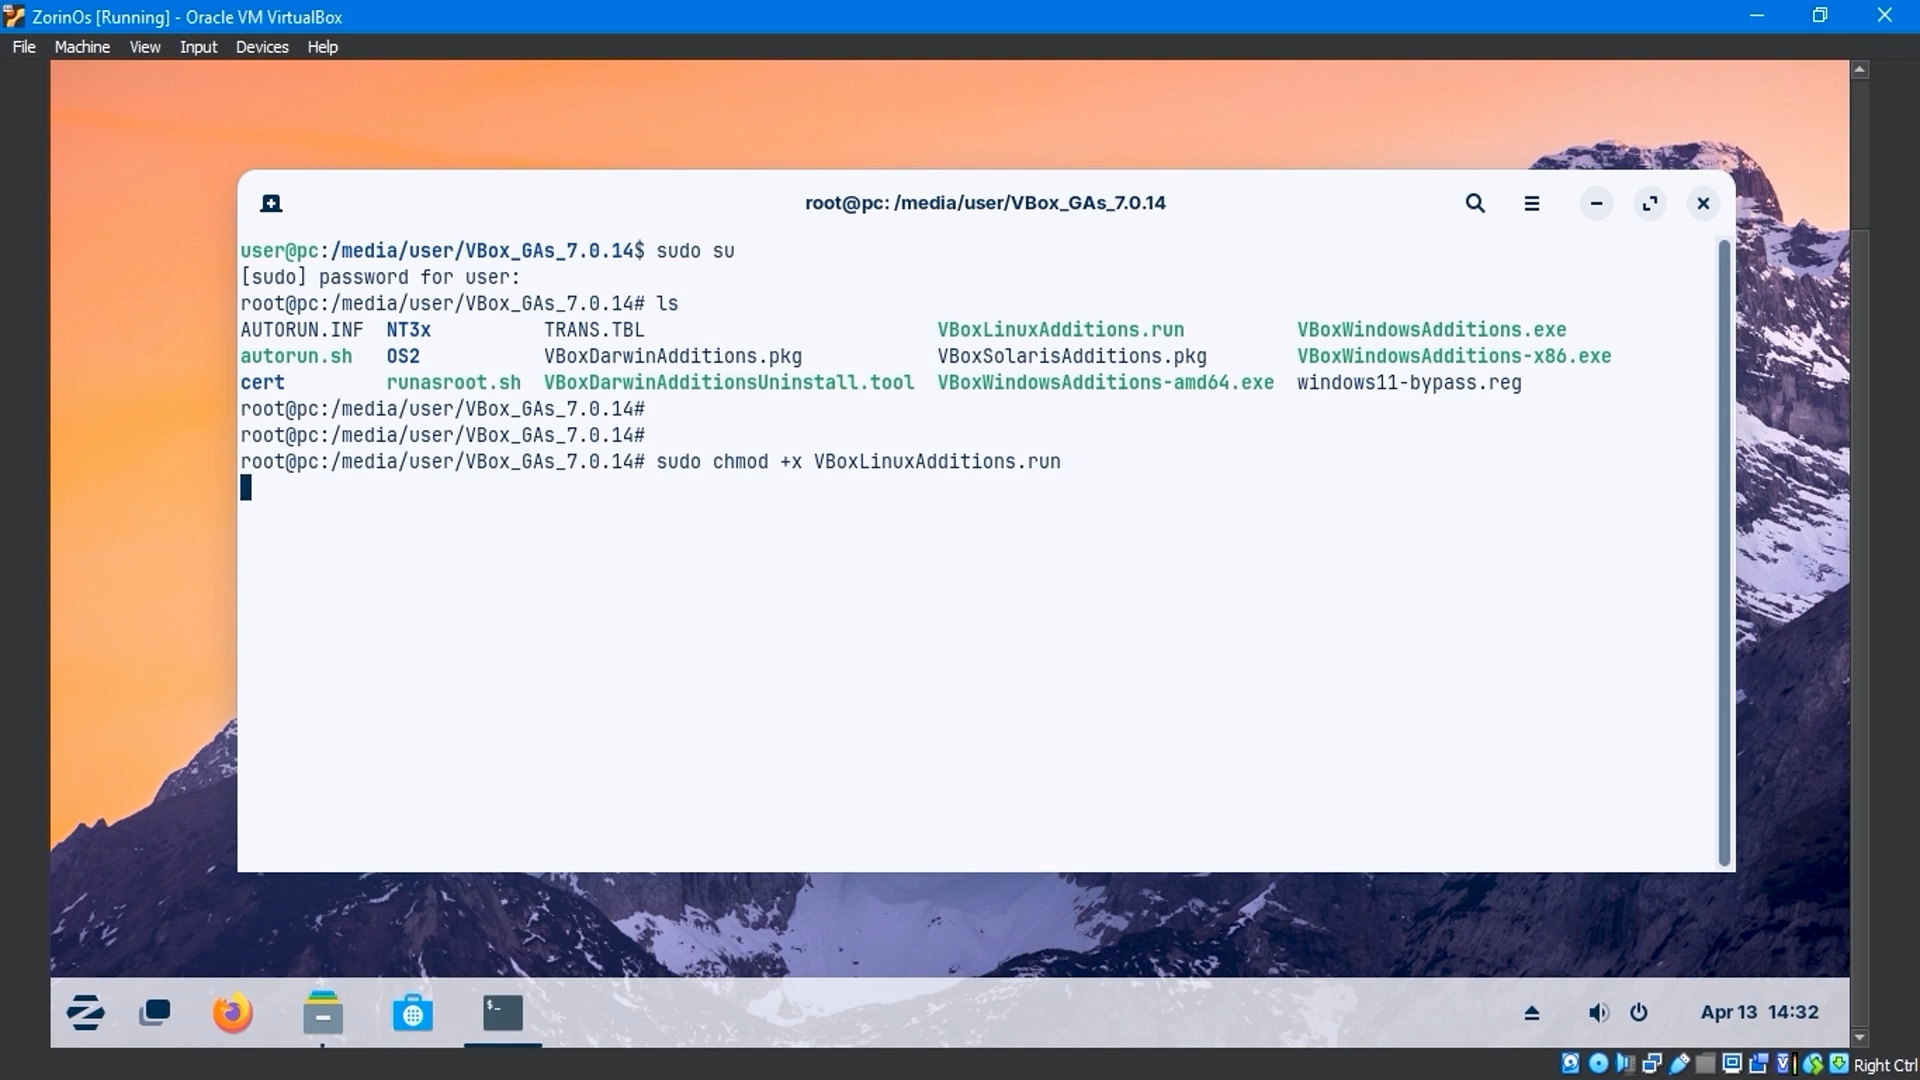 ZorinOs [Running] - Oracle VM VirtualBox
File Machine View Input Devices Help
root@pc: /media/user/VBox_GAs_7.0.14
user@pc:/media/user/VBox_GAs_7.0.14$ sudo su
[sudo] password for user:
root@pc:/media/user/VBox_GAs_7.0.14# ls
AUTORUN.INF NT3x TRANS.TBL VBoxLinuxAdditions.run VBoxWindowsAdditions.exe
autorun.sh OS2 VBoxDarwinAdditions.pkg VBoxSolarisAdditions.pkg VBoxWindowsAdditions-x86.exe
cert runasroot.sh VBoxDarwinAdditionsUninstall.tool VBoxWindowsAdditions-amd64.exe windows11-bypass.reg
root@pc:/media/user/VBox_GAs_7.0.14#
root@pc:/media/user/VBox_GAs_7.0.14#
root@pc:/media/user/VBox_GAs_7.0.14# sudo chmod +x VBoxLinuxAdditions.run
$-
Apr 13 14:32
Right Ctrl